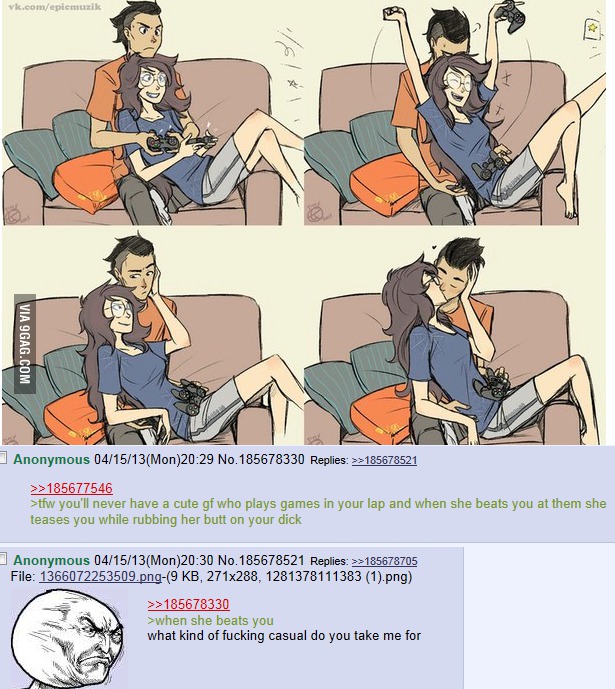 vk.com/epicmuzik
VIA 9GAG.COM
Anonymous 04/15/13(Mon)20:29 No.185678330 Replies: >>185678521
>>185677546
>tfw you'll never have a cute gf who plays games in your lap and when she beats you at them she
teases you while rubbing her butt on your dick
Anonymous 04/15/13(Mon)20:30 No.185678521 Replies: >>185678705
File: 1366072253509.png-(9 KB, 271x288, 1281378111383 (1).png)
>>185678330
>when she beats you
what kind of fucking casual do you take me for